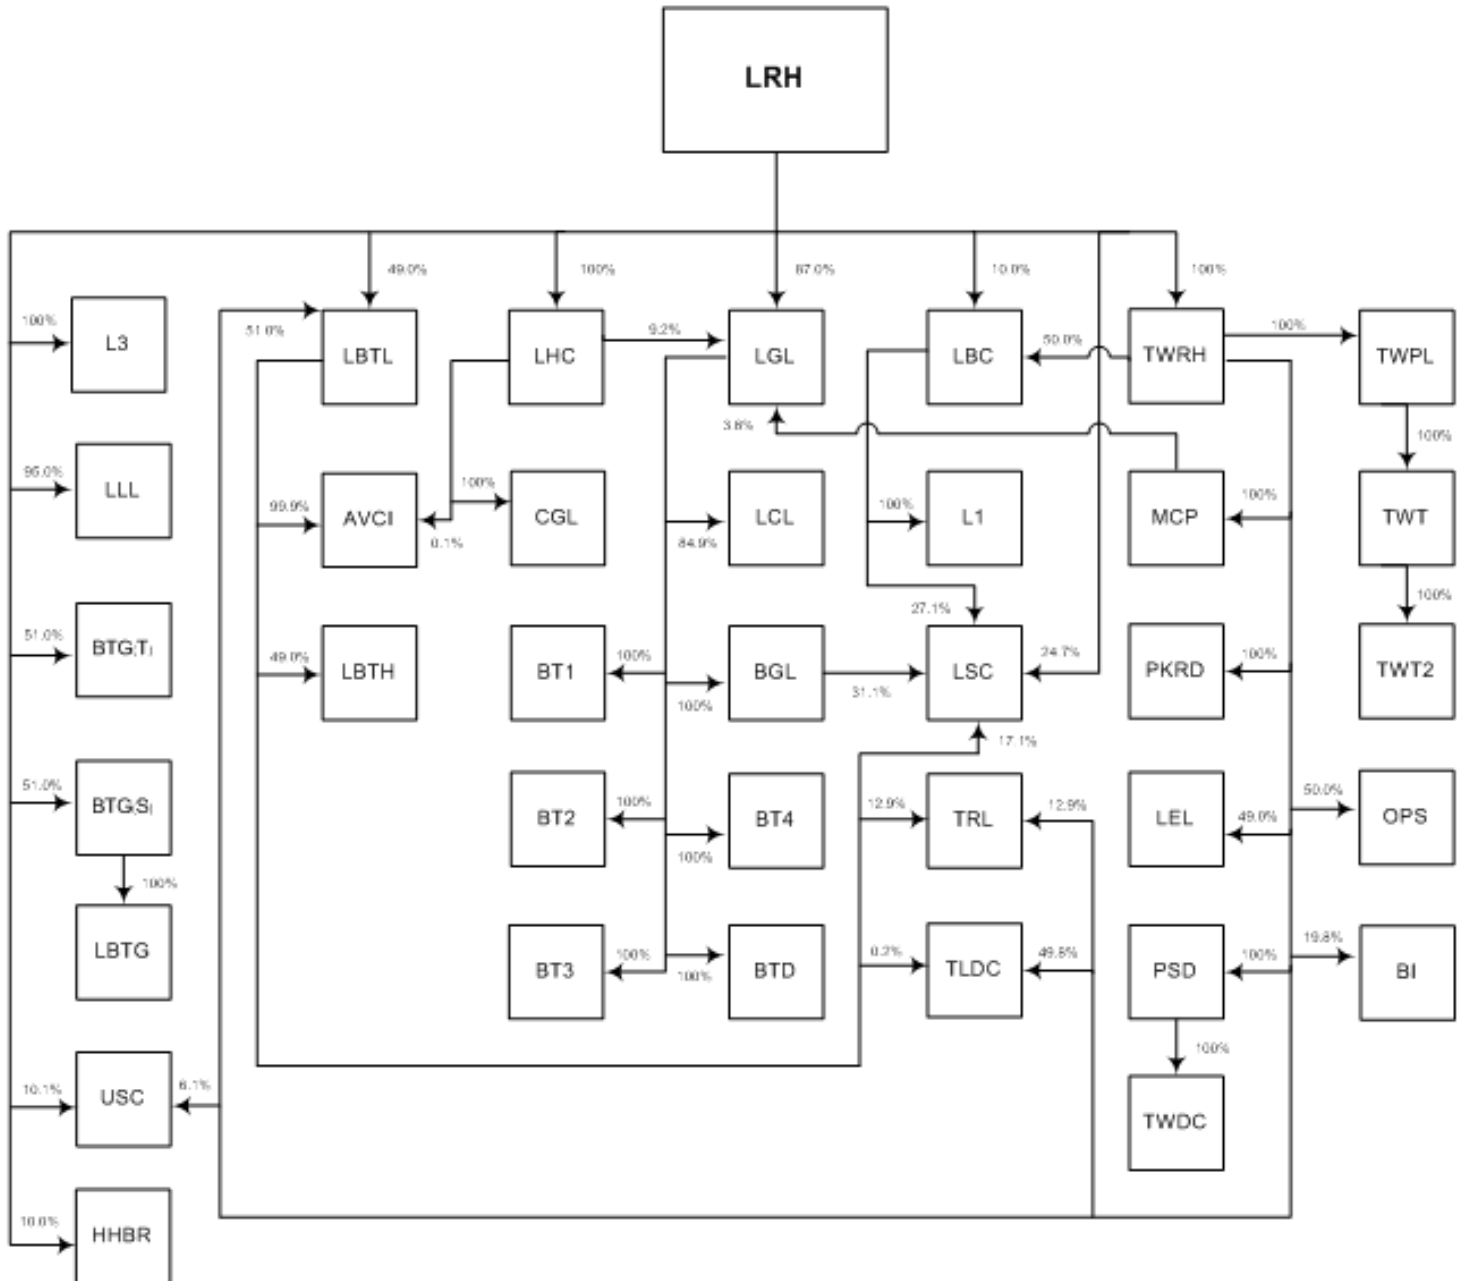 LRH
49.0%
100%
87.0%
10.0%
100%
100%
L3
51.0%
LBTL
LHC
9.2%
LGL
LBC
50.0%
TWRH
100%
TWPL
3.8%
100%
95.0%
LLL
99.9%
AVCI
0.1%
100%
CGL
84.9%
LCL
100%
L1
MCP
100%
TWT
100%
27.1%
51.0%
BTG(T)
49.0%
LBTH
BT1
100%
100%
BGL
31.1%
LSC
24.7%
PKRD
100%
TWT2
17.1%
51.0%
BTG(S)
BT2
100%
100%
BT4
12.9%
TRL
12.9%
LEL
49.0%
50.0%
OPS
100%
LBTG
BT3
100%
100%
BTD
0.2%
TLDC
49.8%
PSD
100%
19.8%
BI
100%
10.1%
USC
6.1%
TWDC
10.0%
HHBR